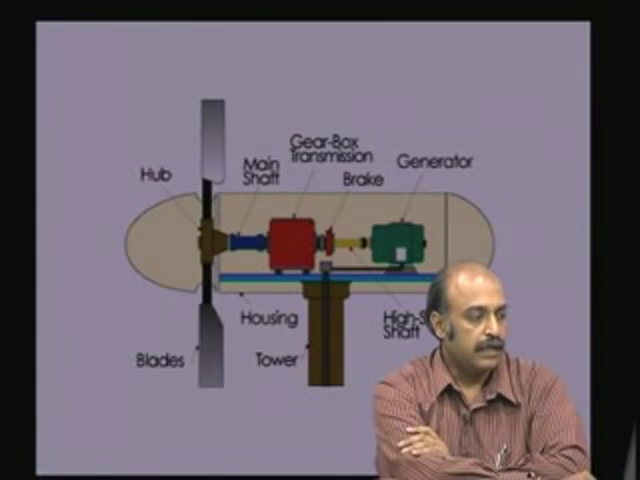 Gear-Box
Transmission
Generator
Main
Shaft
Hub
Brake
Housing
Shaft
Blades
Tower